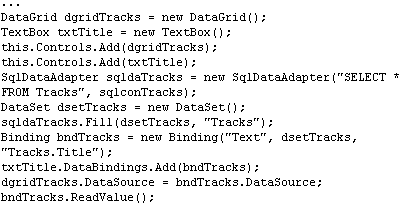 ...
DataGrid dgridTracks = new DataGrid();
TextBox txtTitle = new TextBox();
this.Controls.Add(dgridTracks);
this.Controls.Add(txtTitle);
SqlDataAdapter sqldaTracks = new SqlDataAdapter("SELECT *
FROM Tracks", sqlconTracks);
DataSet dsetTracks = new DataSet();
sqldaTracks.Fill(dsetTracks, "Tracks");
Binding bndTracks = new Binding("Text", dsetTracks,
"Tracks.Title");
txtTitle.DataBindings.Add(bndTracks);
dgridTracks.DataSource = bndTracks.DataSource;
bndTracks.ReadValue();